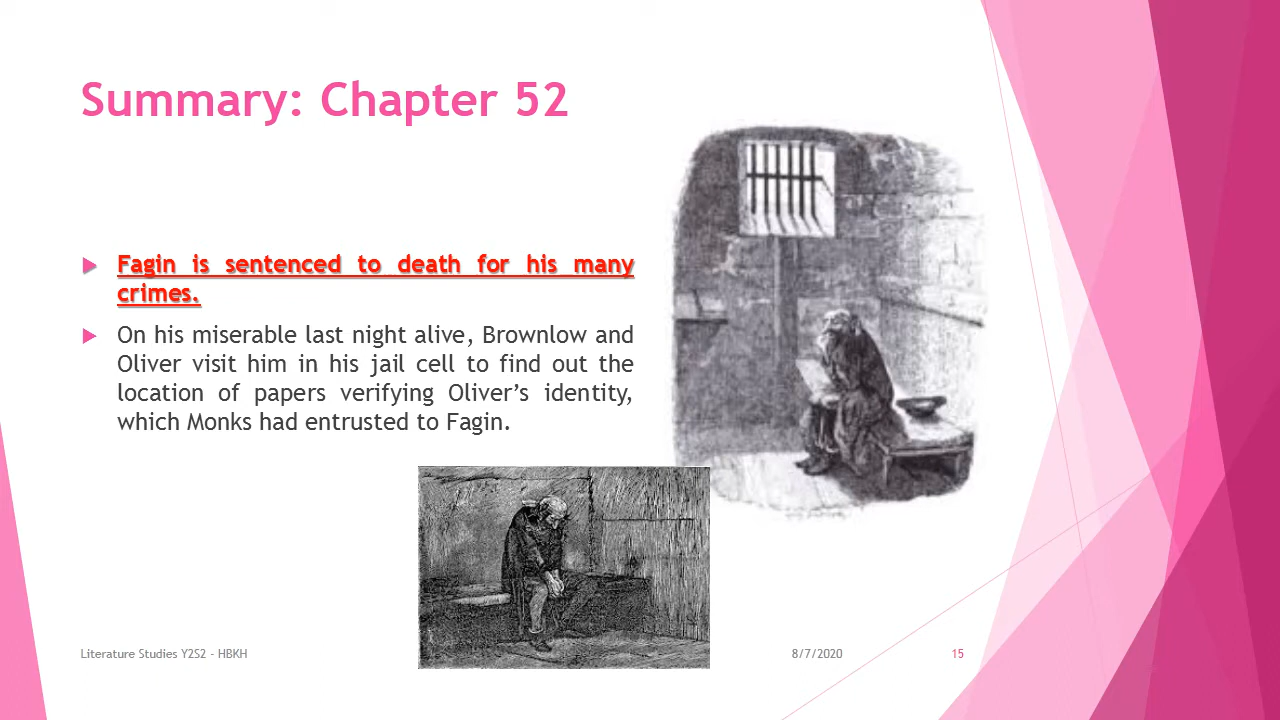 Summary: Chapter 52
Fagin is sentenced to death for his many
crimes.
On his miserable last night alive, Brownlow and
Oliver visit him in his jail cell to find out the
location of papers verifying Oliver’s identity,
which Monks had entrusted to Fagin.
Literature Studies Y2S2 - HBKH
8/7/2020
15